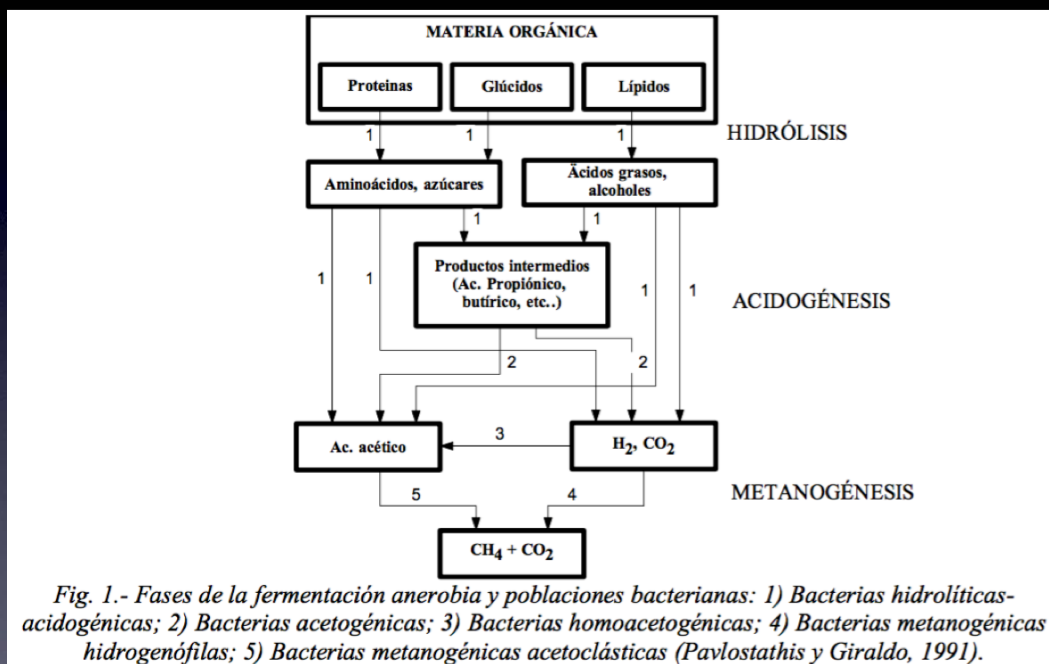 MATERIA ORGÁNICA
Proteinas
Glúcidos
Lípidos
HIDRÓLISIS
1
1
1
Aminoácidos, azúcares
Äcidos grasos,
alcoholes
1
1
Productos intermedios
(Ac. Propiónico,
butírico, etc..)
1
1
1
1
ACIDOGÉNESIS
2
2
Ac. acético
3
H2, CO2
METANOGÉNESIS
5
4
CH4 + CO2
Fig. 1.- Fases de la fermentación anerobia y poblaciones bacterianas: 1) Bacterias hidrolíticas-
acidogénicas; 2) Bacterias acetogénicas; 3) Bacterias homoacetogénicas; 4) Bacterias metanogénicas
hidrogenófilas; 5) Bacterias metanogénicas acetoclásticas (Pavlostathis y Giraldo, 1991).